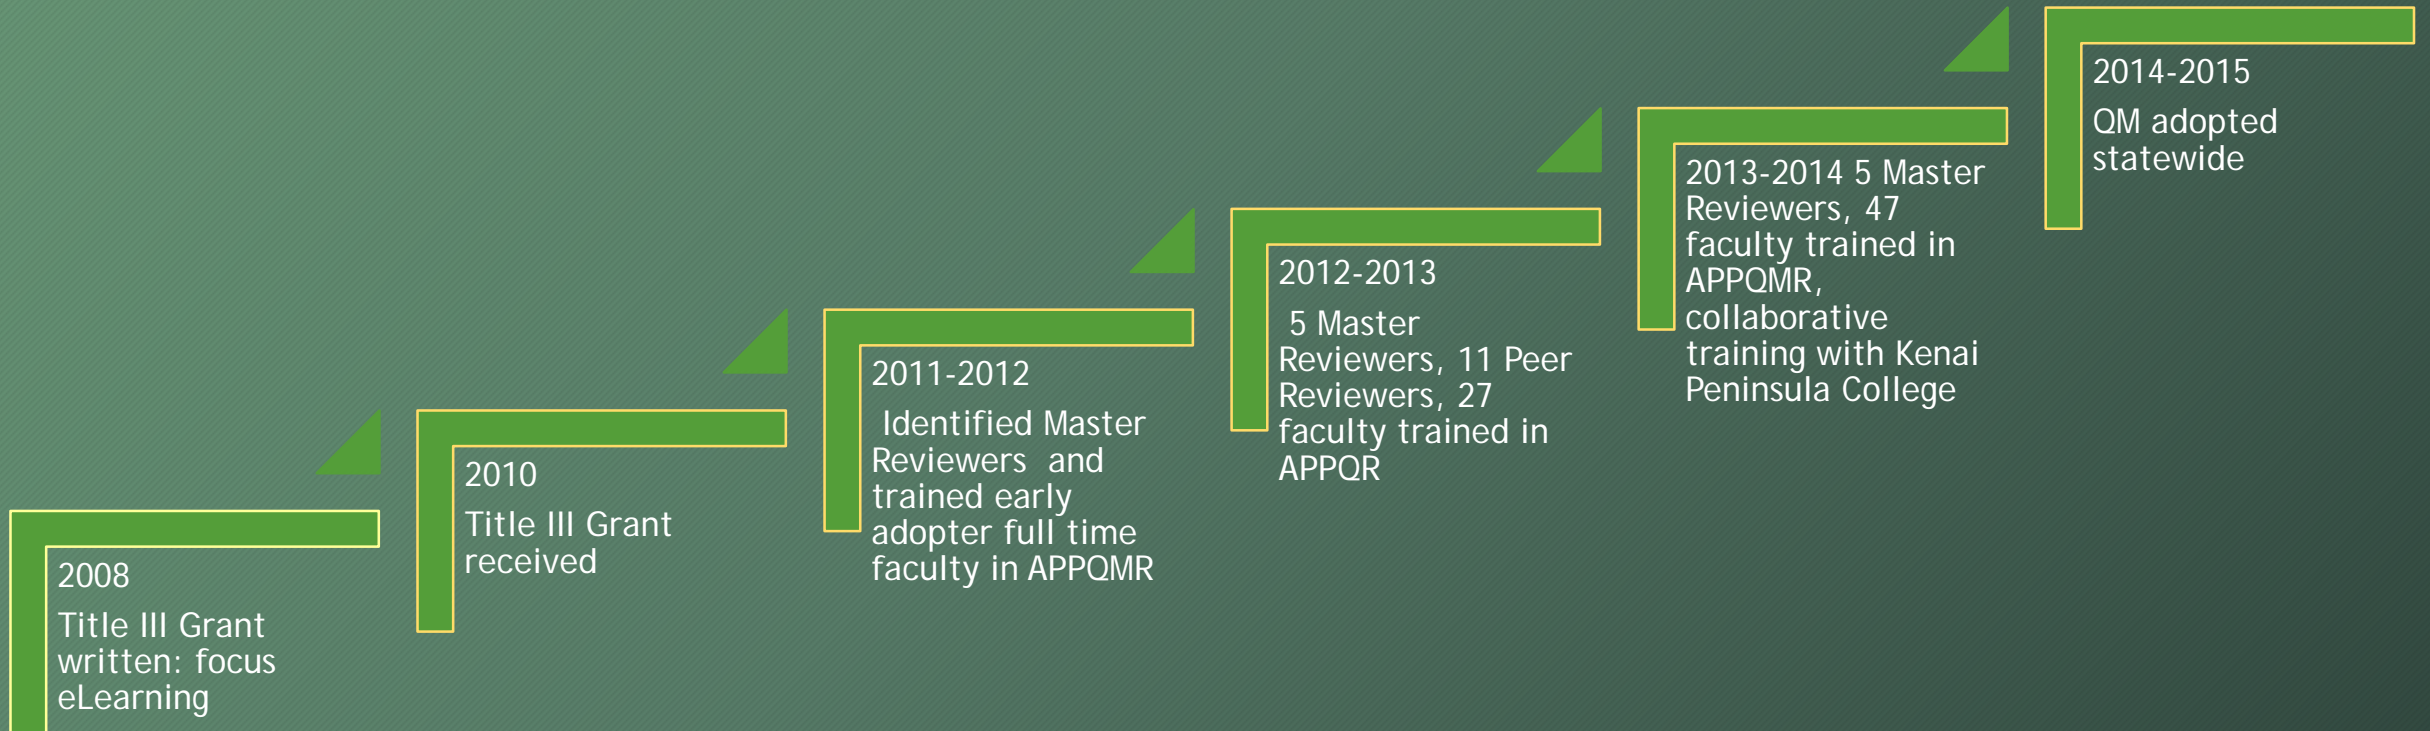 2008
Title III Grant
written: focus
eLearning
2010
Title III Grant
received
2011-2012
Identified Master
Reviewers and
trained early
adopter full time
faculty in APPQMR
2012-2013
5 Master
Reviewers, 11 Peer
Reviewers, 27
faculty trained in
APPQR
2013-2014 5 Master
Reviewers, 47
faculty trained in
APPQMR,
collaborative
training with Kenai
Peninsula College
2014-2015
QM adopted
statewide